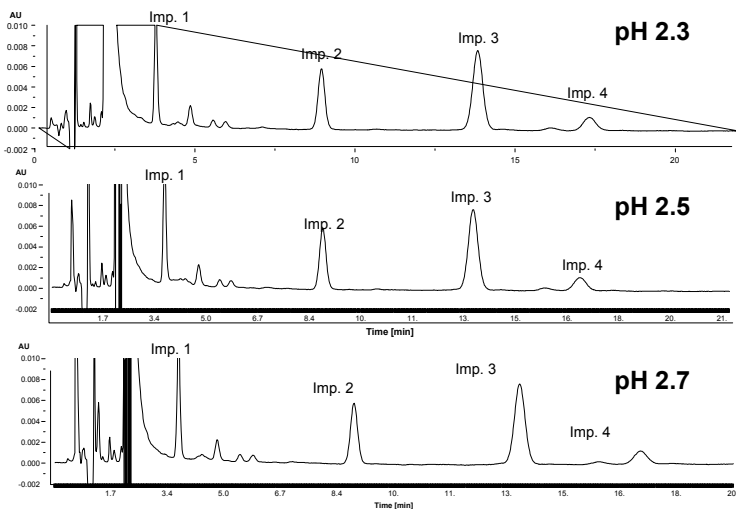 AU
Imp. 1
pH 2.3
0.010
Imp. 3
0.008
Imp. 2
0.006
0.004
Imp. 4
0.002
0.000
-0.002
0 5 10 15 20
AU
Imp. 1
pH 2.5
0.010
Imp. 3
0.008
Imp. 2
0.006
0.004
Imp. 4
0.002
0.000
-0.002
1.7 3.4 5.0 6.7 8.4 10. 11. 13. 15. 16. 18. 20. 21.
Time [min]
AU
Imp. 1
pH 2.7
0.010
Imp. 3
0.008
Imp. 2
0.006
0.004
Imp. 4
0.002
0.000
-0.002
1.7 3.4 5.0 6.7 8.4 10. 11. 13. 15. 16. 18. 20
Time [min]